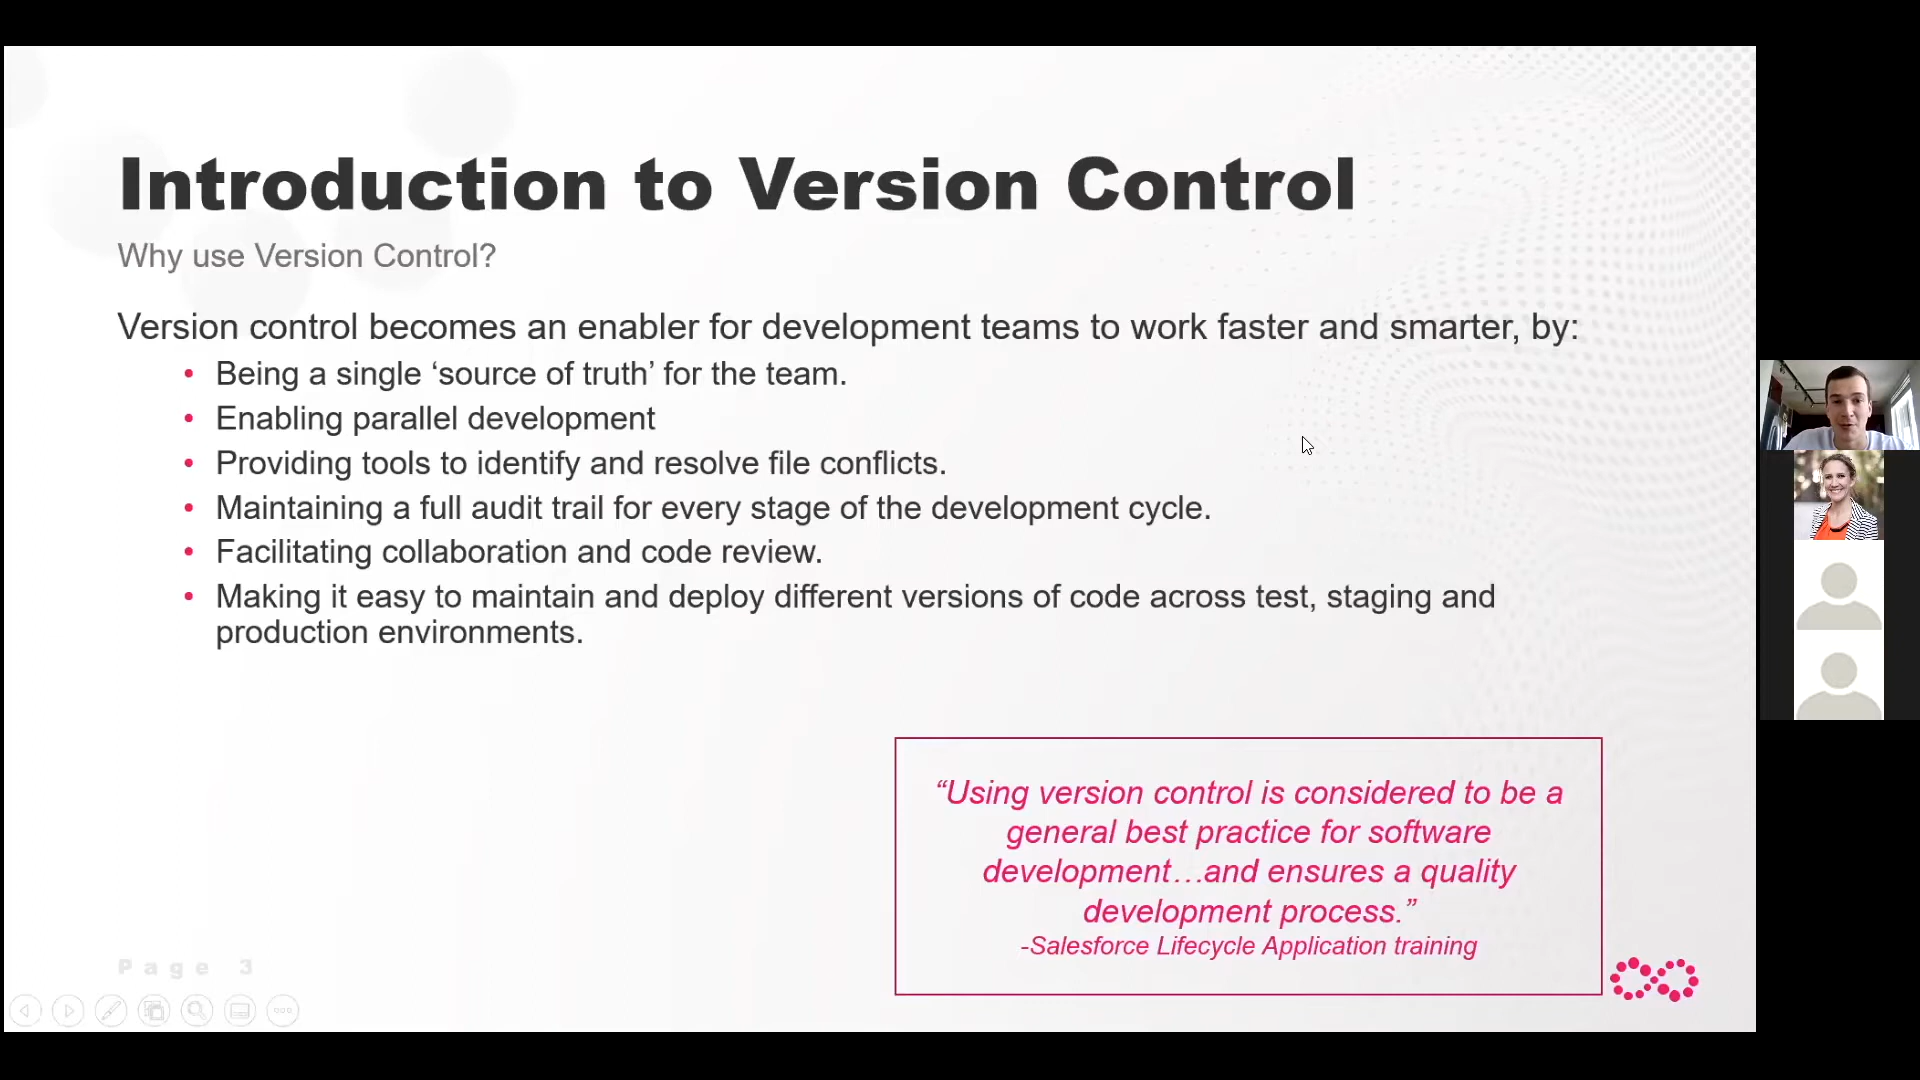 Introduction to Version Control
Why use Version Control?
Version control becomes an enabler for development teams to work faster and smarter, by:
• Being a single ‘source of truth’ for the team.
• Enabling parallel development
• Providing tools to identify and resolve file conflicts.
• Maintaining a full audit trail for every stage of the development cycle.
• Facilitating collaboration and code review.
• Making it easy to maintain and deploy different versions of code across test, staging and
production environments.
“Using version control is considered to be a
general best practice for software
development…and ensures a quality
development process.”
-Salesforce Lifecycle Application training
Page 3